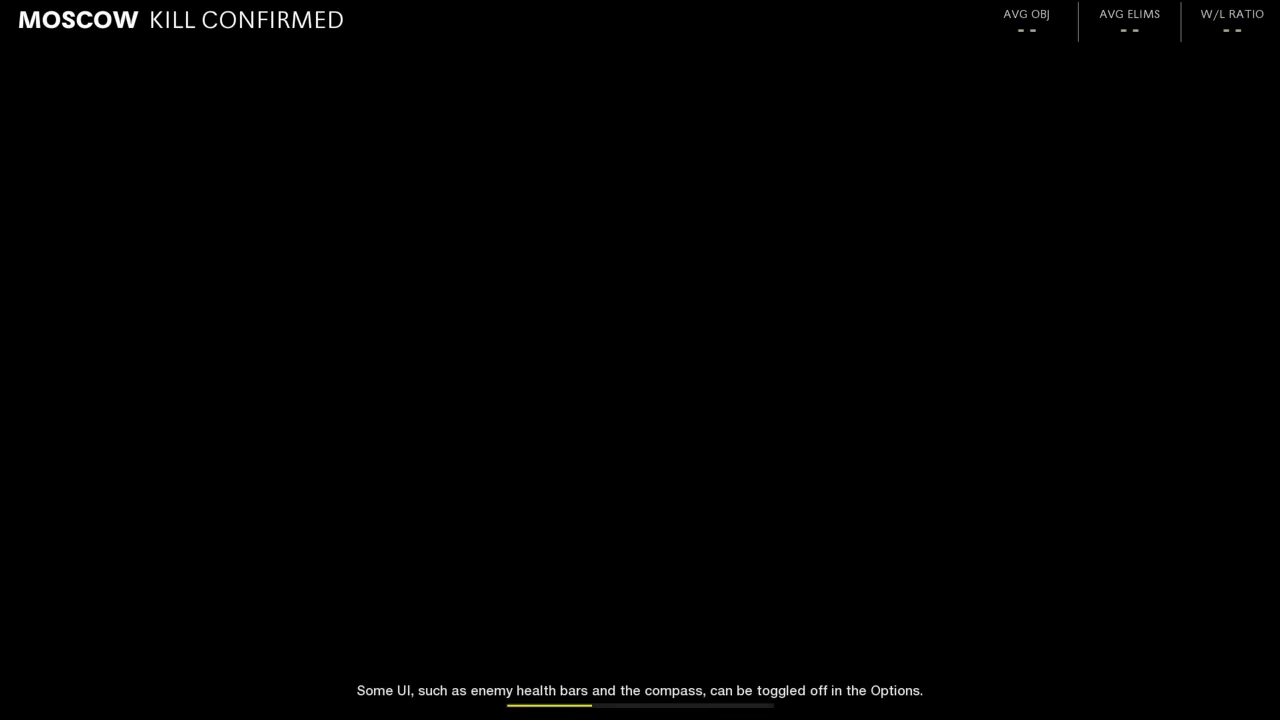 MOSCOW KILL CONFIRMED
AVG OBJ
- -
AVG ELIMS
- -
W/L RATIO
- -
Some UI, such as enemy health bars and the compass, can be toggled off in the Options.